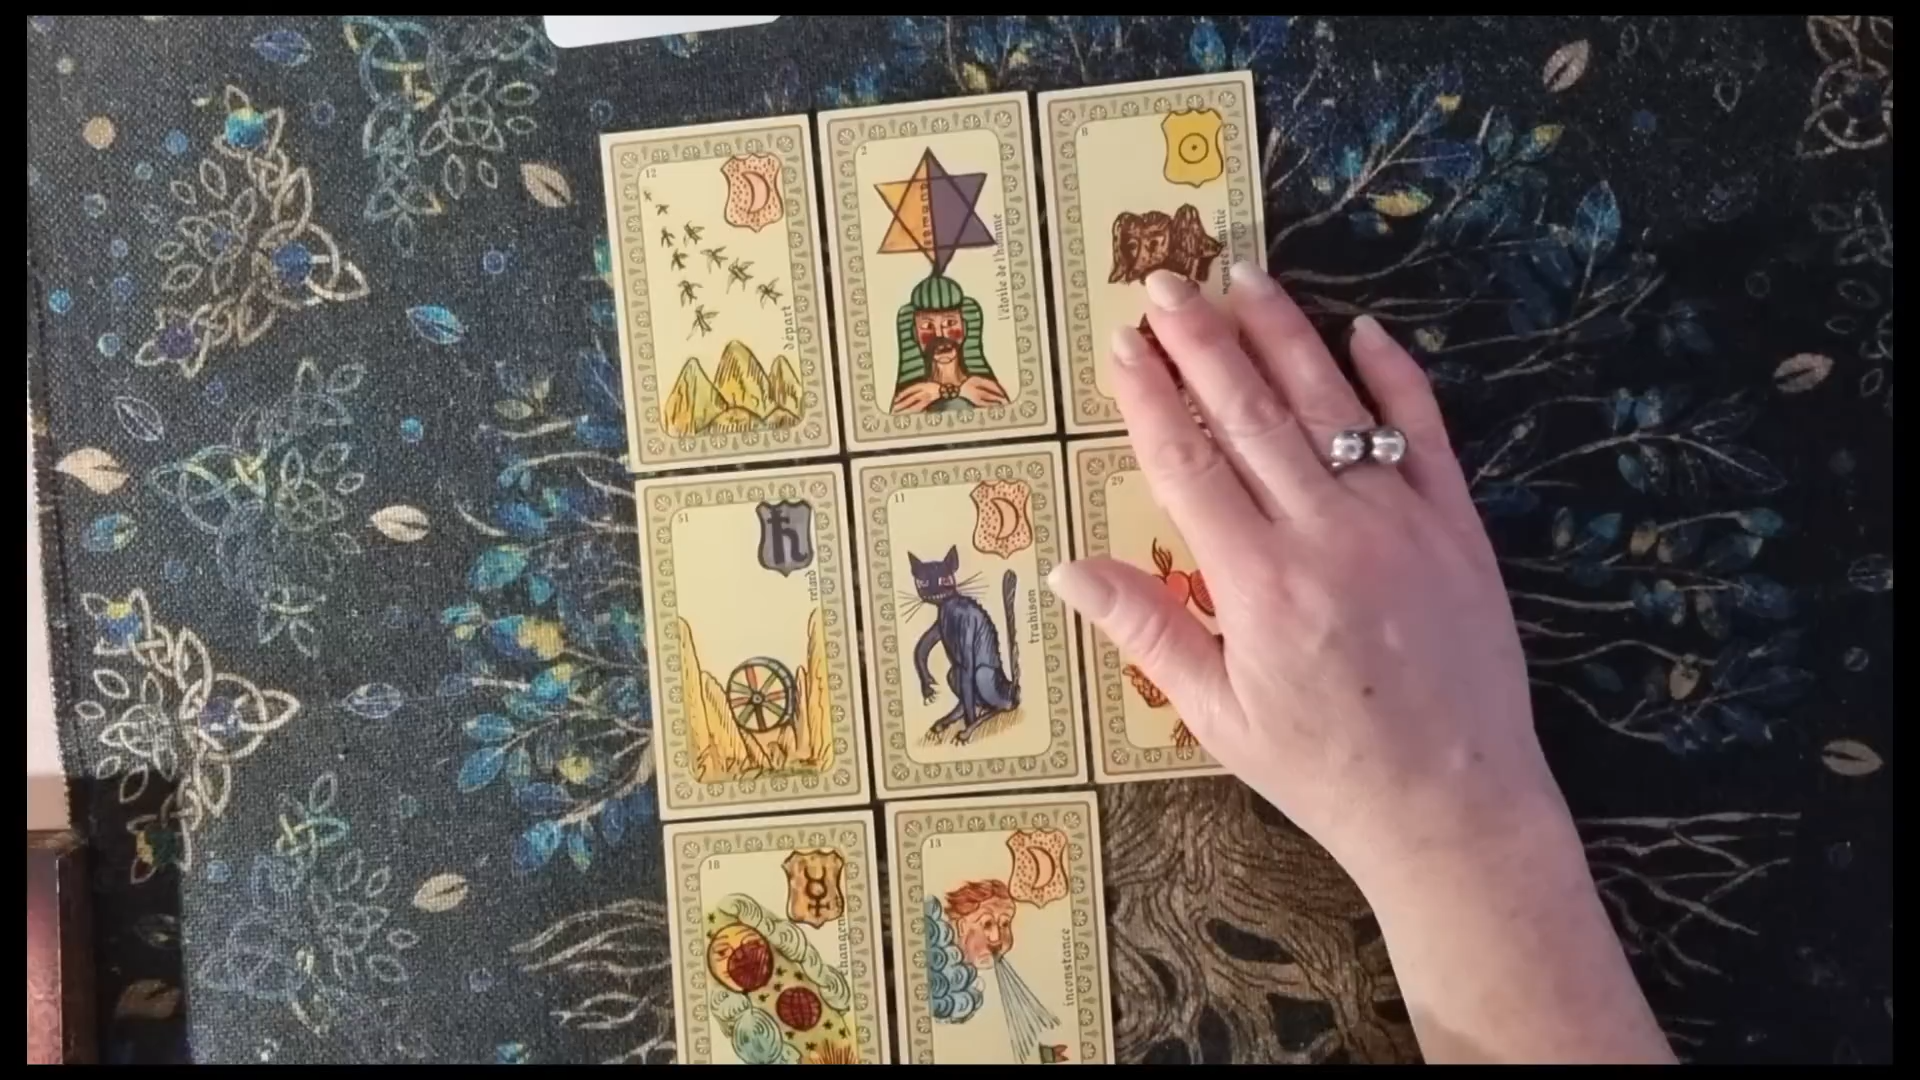 12
départ
2
l'étoile de l'homme
8
51
retard
11
trahison
29
18
13
inconstance